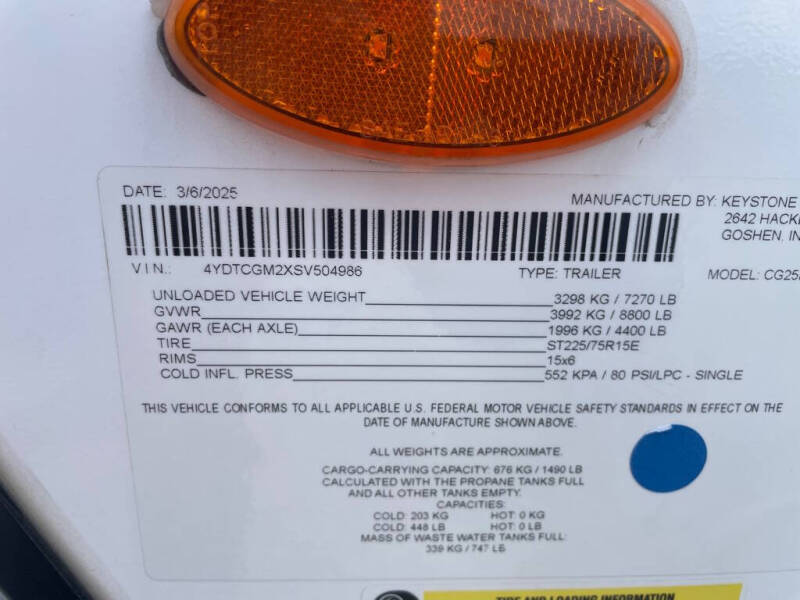 DATE: 3/6/2025
MANUFACTURED BY: KEYSTONE
2642 HACK
GOSHEN, IN
V I N.: 4YDTCGM2XSV504986 TYPE: TRAILER MODEL: CG25
UNLOADED VEHICLE WEIGHT 3298 KG / 7270 LB
GVWR 3992 KG / 8800 LB
GAWR (EACH AXLE) 1996 KG / 4400 LB
TIRE ST225/75R15E
RIMS 15x6
COLD INFL. PRESS 552 KPA / 80 PSI/LPC - SINGLE
THIS VEHICLE CONFORMS TO ALL APPLICABLE U.S. FEDERAL MOTOR VEHICLE SAFETY STANDARDS IN EFFECT ON THE
DATE OF MANUFACTURE SHOWN ABOVE.
ALL WEIGHTS ARE APPROXIMATE.
CARGO-CARRYING CAPACITY: 676 KG / 1490 LB
CALCULATED WITH THE PROPANE TANKS FULL
AND ALL OTHER TANKS EMPTY.
CAPACITIES:
COLD: 203 KG HOT: 0 KG
COLD: 448 LB HOT: 0 LB
MASS OF WASTE WATER TANKS FULL:
339 KG / 747 LB
TIRE AND LOADING INFORMATION